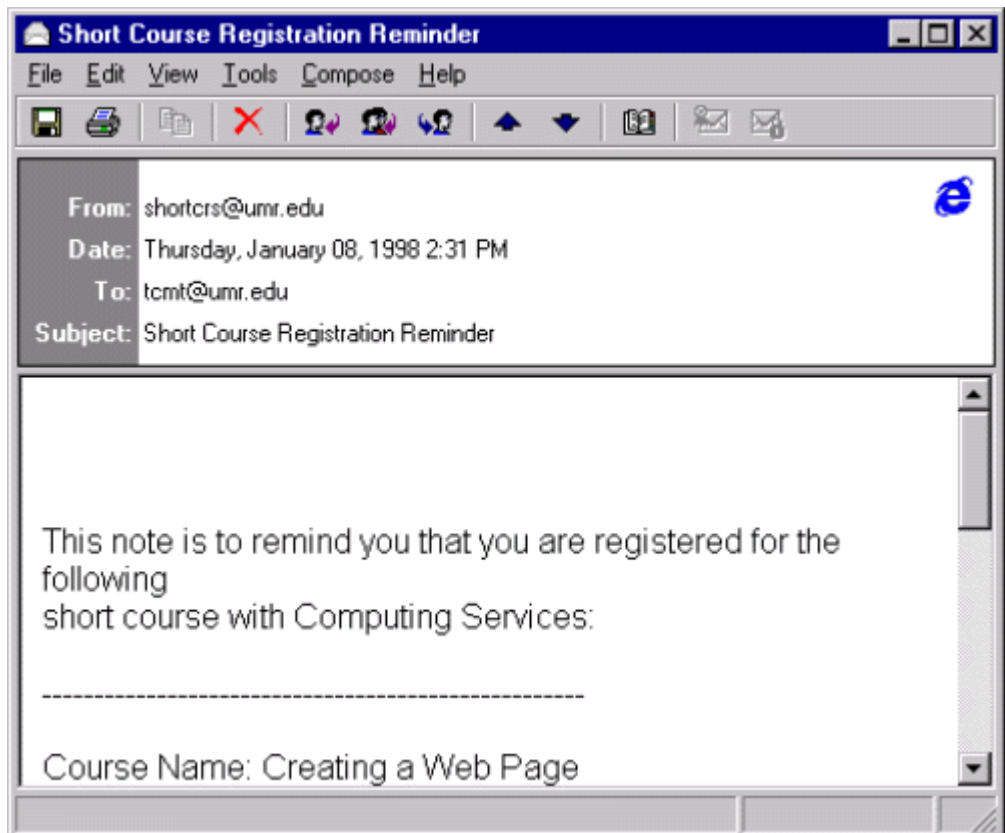 Short Course Registration Reminder
File Edit View Tools Compose Help
From: shortcrs@umr.edu
Date: Thursday, January 08, 1998 2:31 PM
To: tcmt@umr.edu
Subject: Short Course Registration Reminder
This note is to remind you that you are registered for the
following
short course with Computing Services:
----------------------------------------------------
Course Name: Creating a Web Page